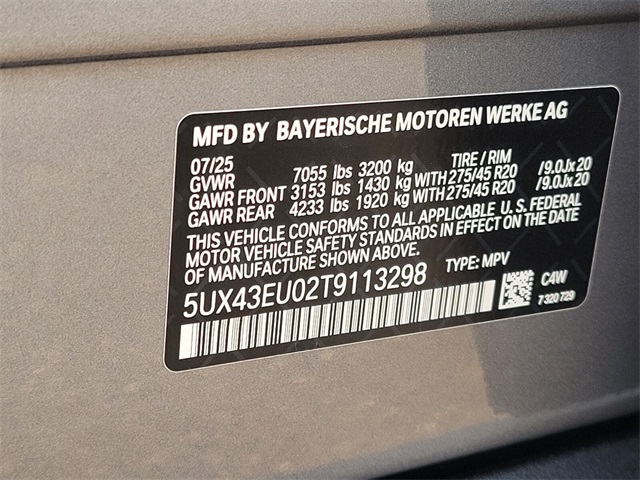 MFD BY BAYERISCHE MOTOREN WERKE AG
07/25
GVWR 7055 lbs 3200 kg TIRE / RIM
GAWR FRONT 3153 lbs 1430 kg WITH 275/45 R20 /9.0Jx20
GAWR REAR 4233 lbs 1920 kg WITH 275/45 R20 /9.0Jx20
THIS VEHICLE CONFORMS TO ALL APPLICABLE U.S. FEDERAL
MOTOR VEHICLE SAFETY STANDARDS IN EFFECT ON THE DATE
OF MANUFACTURE SHOWN ABOVE.
5UX43EU02T9113298 TYPE: MPV
C4W
7 320 729